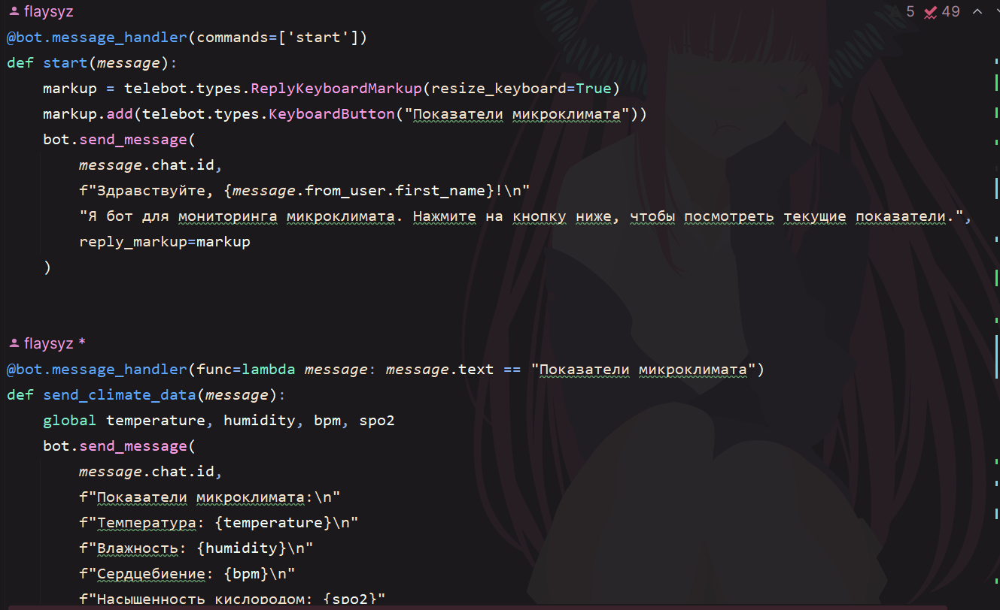 flaysyz
5 49
@bot.message_handler(commands=['start'])
def start(message):
    markup = telebot.types.ReplyKeyboardMarkup(resize_keyboard=True)
    markup.add(telebot.types.KeyboardButton("Показатели микроклимата"))
    bot.send_message(
        message.chat.id,
        f"Здравствуйте, {message.from_user.first_name}!\n"
        "Я бот для мониторинга микроклимата. Нажмите на кнопку ниже, чтобы посмотреть текущие показатели.",
        reply_markup=markup
    )
flaysyz *
@bot.message_handler(func=lambda message: message.text == "Показатели микроклимата")
def send_climate_data(message):
    global temperature, humidity, bpm, spo2
    bot.send_message(
        message.chat.id,
        f"Показатели микроклимата:\n"
        f"Температура: {temperature}\n"
        f"Влажность: {humidity}\n"
        f"Сердцебиение: {bpm}\n"
        f"Насыщенность кислородом: {spo2}"